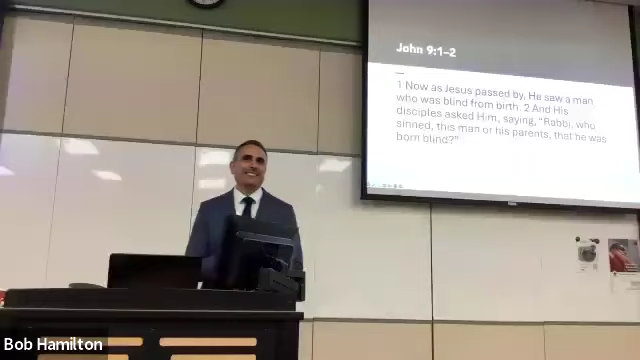 John 9:1–2
1 Now as Jesus passed by, He saw a man
who was blind from birth. 2 And His
disciples asked Him, saying, “Rabbi, who
sinned, this man or his parents, that he was
born blind?”
Bob Hamilton